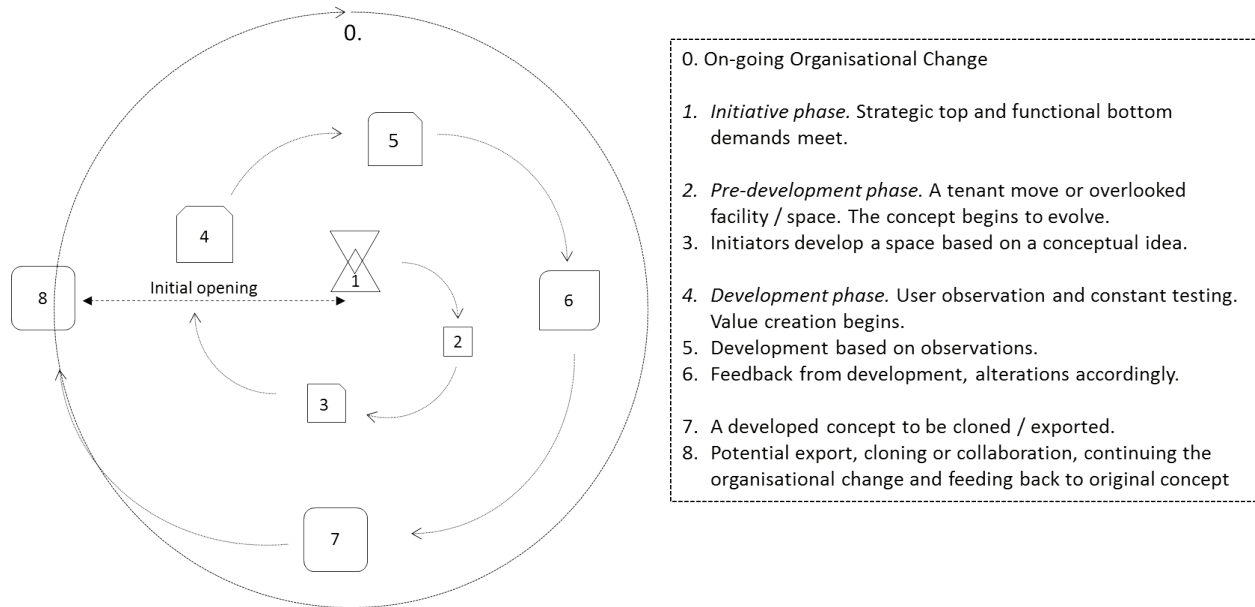 0.
5
4
1
Initial opening
8
6
2
3
7
0. On-going Organisational Change
1. Initiative phase. Strategic top and functional bottom
demands meet.
2. Pre-development phase. A tenant move or overlooked
facility / space. The concept begins to evolve.
3. Initiators develop a space based on a conceptual idea.
4. Development phase. User observation and constant testing.
Value creation begins.
5. Development based on observations.
6. Feedback from development, alterations accordingly.
7. A developed concept to be cloned / exported.
8. Potential export, cloning or collaboration, continuing the
organisational change and feeding back to original concept